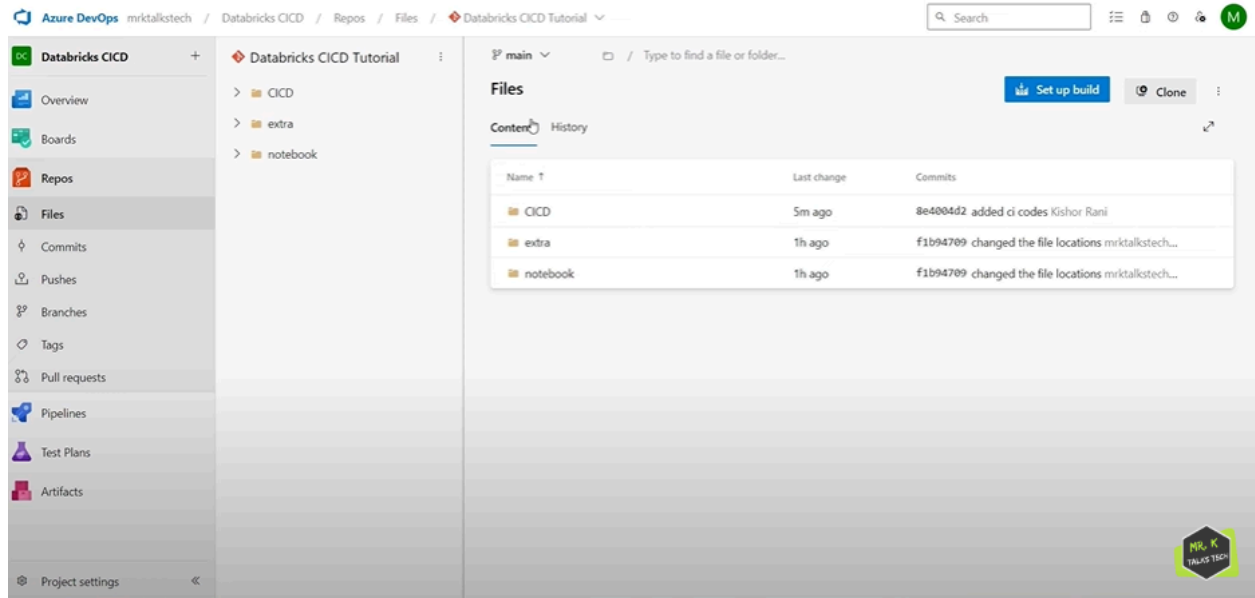 Azure DevOps mrktalkstech / Databricks CICD / Repos / Files / Databricks CICD Tutorial
Search
M
DC Databricks CICD +
Overview
Boards
Repos
Files
Commits
Pushes
Branches
Tags
Pull requests
Pipelines
Test Plans
Artifacts
Project settings
Databricks CICD Tutorial
CICD
extra
notebook
main / Type to find a file or folder...
Files
Set up build
Clone
Content History
Name ↑ Last change Commits
CICD 5m ago 8e4004d2 added ci codes Kishor Rani
extra 1h ago f1b94709 changed the file locations mrktalkstech...
notebook 1h ago f1b94709 changed the file locations mrktalkstech...
MR. K
TALKS TECH